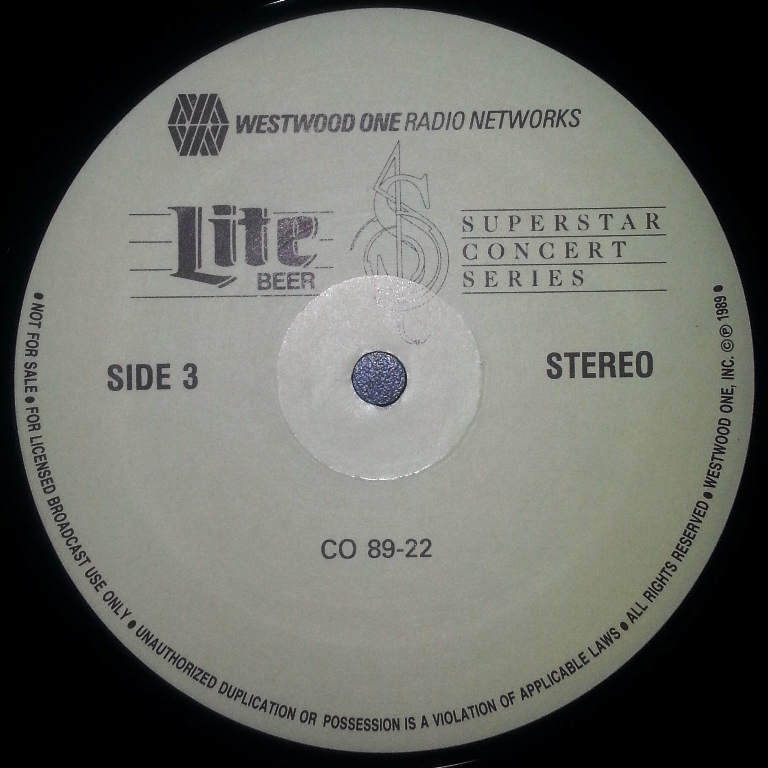 WESTWOOD ONE RADIO NETWORKS
Lite
BEER
SUPERSTAR
CONCERT
SERIES
SIDE 3
STEREO
CO 89-22
• NOT FOR SALE • FOR LICENSED BROADCAST USE ONLY • UNAUTHORIZED DUPLICATION OR POSSESSION IS A VIOLATION OF APPLICABLE LAWS • ALL RIGHTS RESERVED • WESTWOOD ONE, INC. © ℗ 1989 •